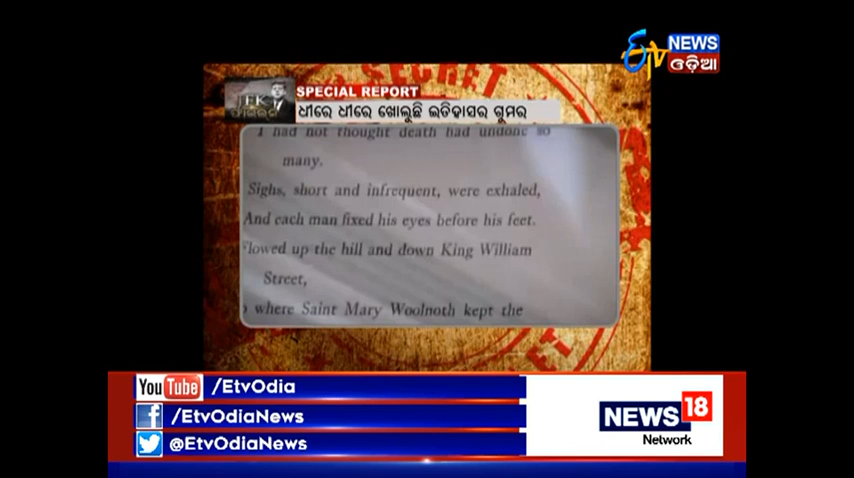 SECRET
ETV NEWS
ଓଡ଼ିଆ
JFK
SPECIAL REPORT
ଧୀରେ ଧୀରେ ଖୋଲୁଛି ଇତିହାସର ଗୁମର
I had not thought death had undone so
many.
Sighs, short and infrequent, were exhaled,
And each man fixed his eyes before his feet.
Flowed up the hill and down King William
Street,
where Saint Mary Woolnoth kept the
YouTube /EtvOdia
f /EtvOdiaNews
@EtvOdiaNews
NEWS 18
Network